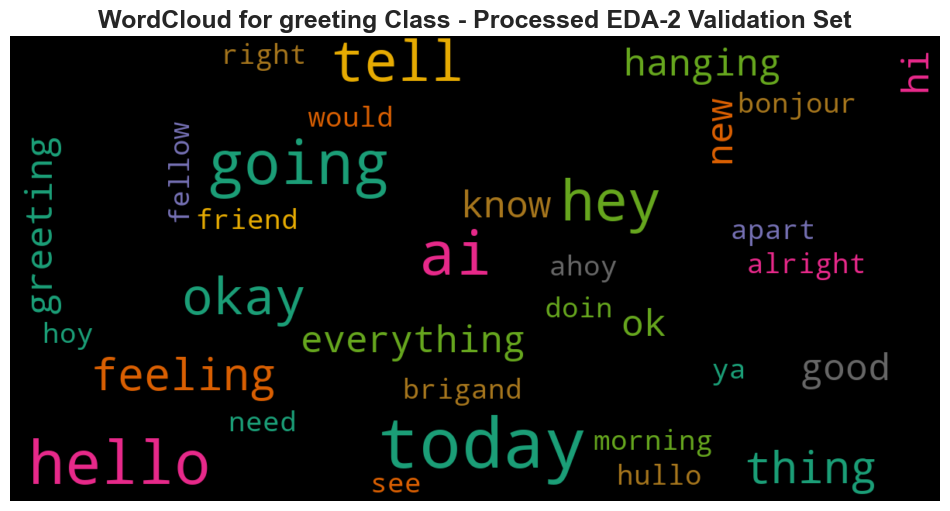 WordCloud for greeting Class - Processed EDA-2 Validation Set
right
tell
hanging
hi
would
new
bonjour
greeting
fellow
going
friend
know
hey
apart
ai
ahoy
alright
okay
doin
ok
hoy
everything
feeling
brigand
ya
good
need
today
morning
hello
see
hullo
thing